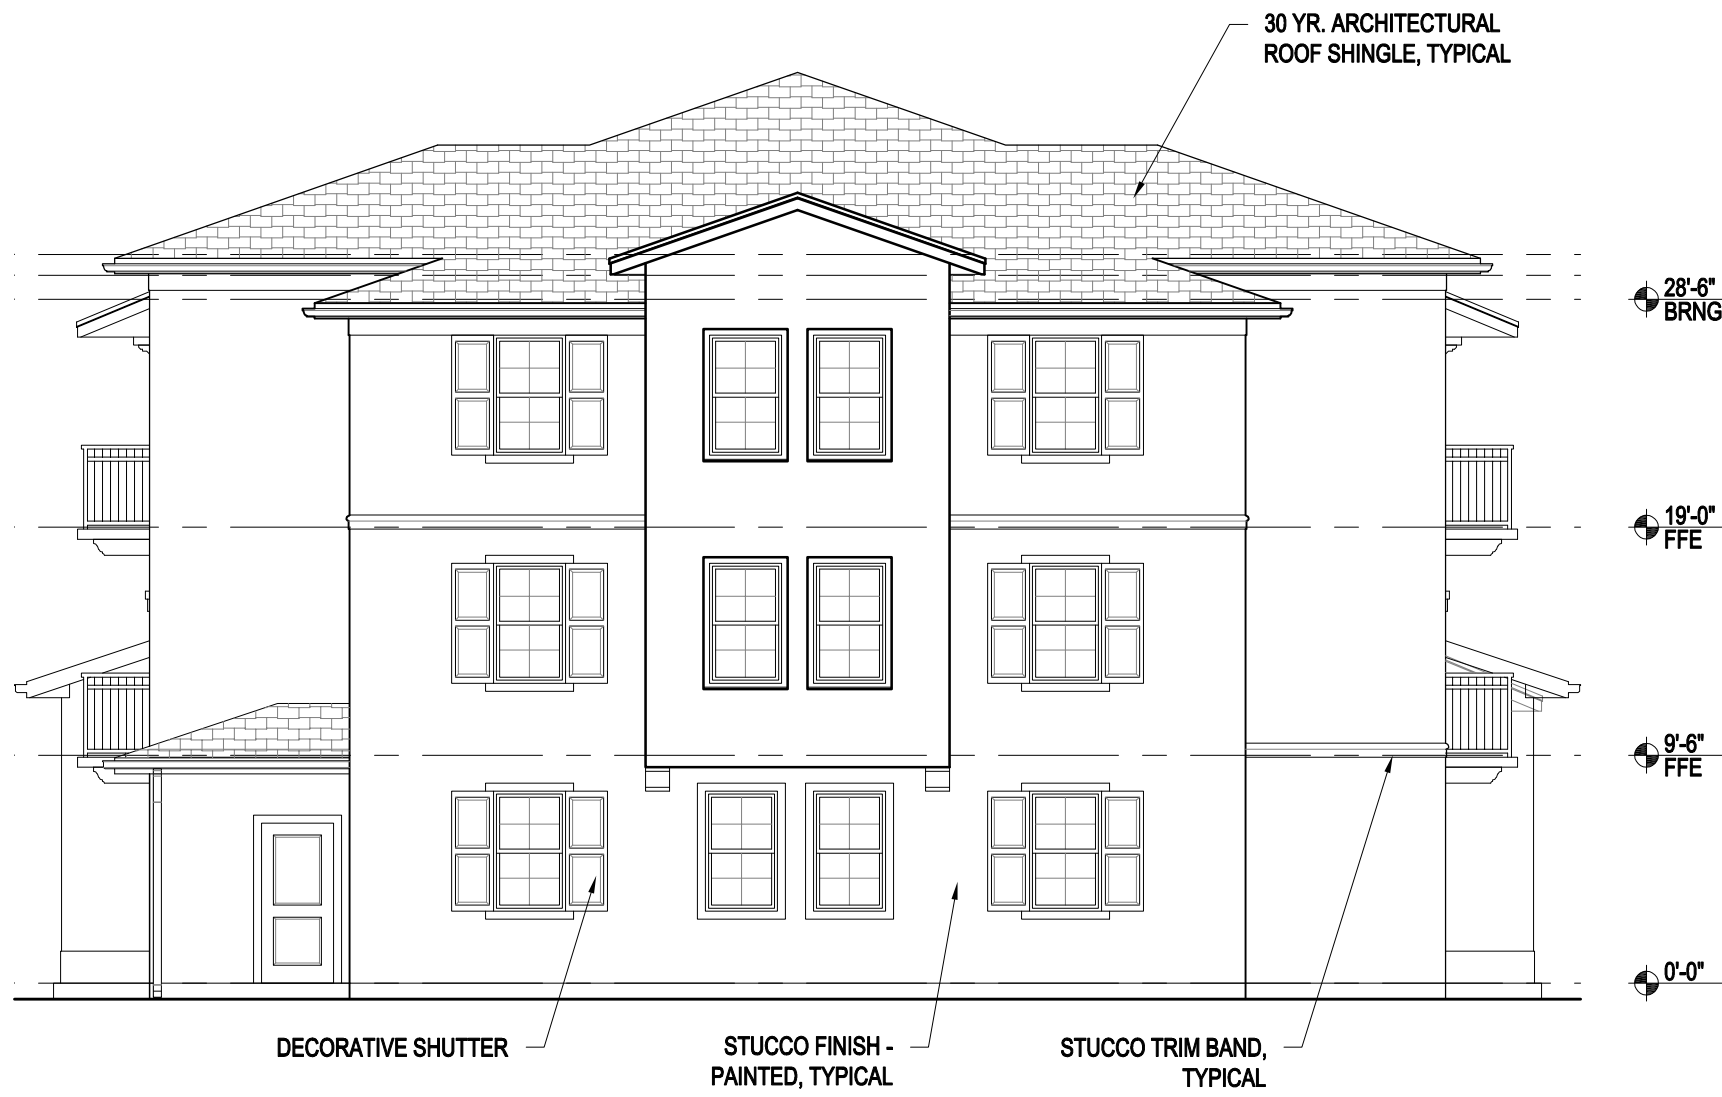 30 YR. ARCHITECTURAL
ROOF SHINGLE, TYPICAL
28'-6"
BRNG
19'-0"
FFE
9'-6"
FFE
0'-0"
DECORATIVE SHUTTER
STUCCO FINISH -
PAINTED, TYPICAL
STUCCO TRIM BAND,
TYPICAL